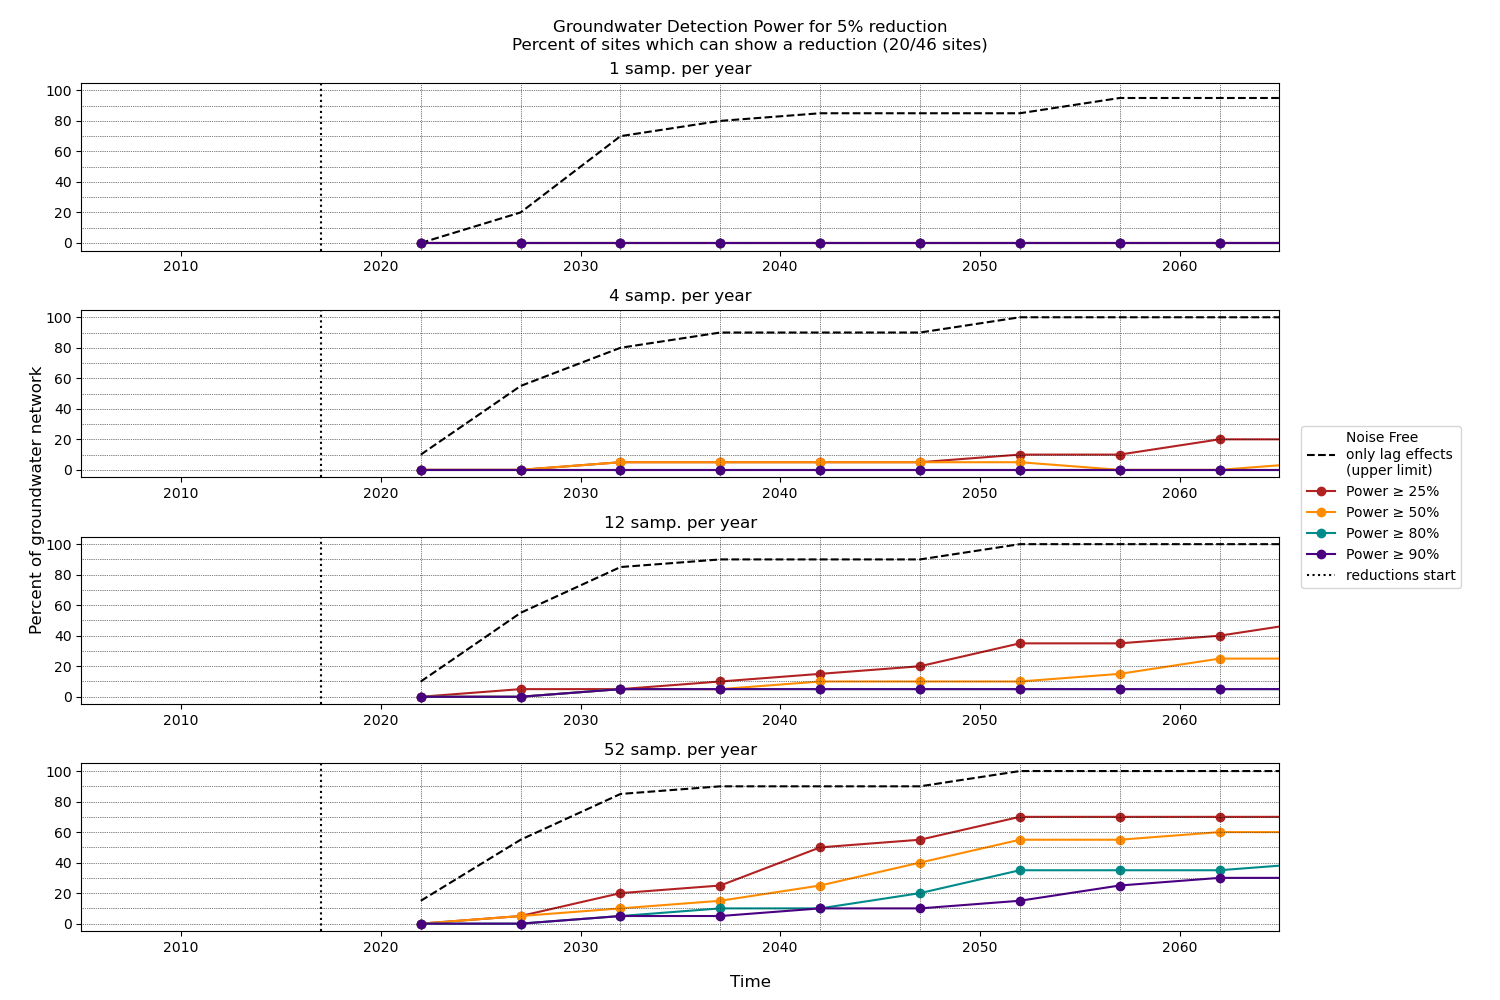 Groundwater Detection Power for 5% reduction
Percent of sites which can show a reduction (20/46 sites)
1 samp. per year
100
80
60
40
20
0
2010 2020 2030 2040 2050 2060
4 samp. per year
100
80
60
40
20
0
2010 2020 2030 2040 2050 2060
12 samp. per year
100
80
60
40
20
0
2010 2020 2030 2040 2050 2060
52 samp. per year
100
80
60
40
20
0
2010 2020 2030 2040 2050 2060
Percent of groundwater network
Time
Noise Free
only lag effects
(upper limit)
Power ≥ 25%
Power ≥ 50%
Power ≥ 80%
Power ≥ 90%
reductions start